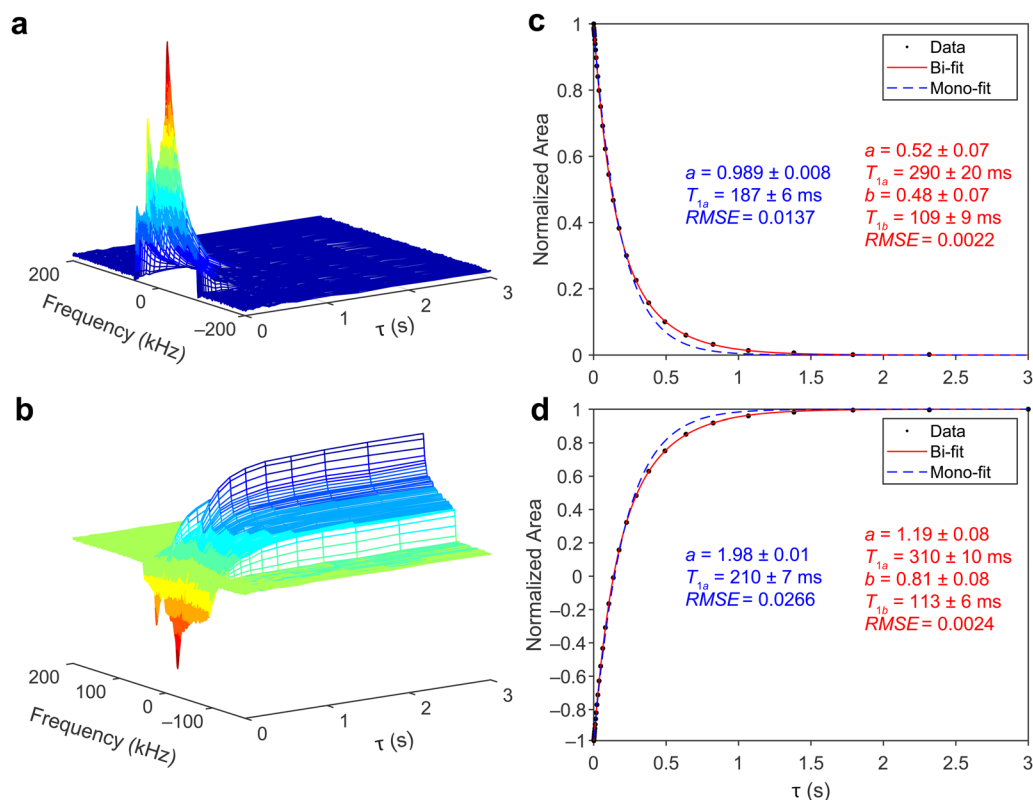 a
200
0
−200
Frequency (kHz)
0
1
2
3
τ (s)
b
200
100
0
−100
Frequency (kHz)
0
1
2
3
τ (s)
c
Normalized Area
1
0.8
0.6
0.4
0.2
0
0
0.5
1
1.5
2
2.5
3
Data
Bi-fit
Mono-fit
a = 0.989 ± 0.008
T1a = 187 ± 6 ms
RMSE = 0.0137
a = 0.52 ± 0.07
T1a = 290 ± 20 ms
b = 0.48 ± 0.07
T1b = 109 ± 9 ms
RMSE = 0.0022
d
Normalized Area
1
0.8
0.6
0.4
0.2
0
−0.2
−0.4
−0.6
−0.8
−1
0
0.5
1
1.5
2
2.5
3
τ (s)
Data
Bi-fit
Mono-fit
a = 1.98 ± 0.01
T1a = 210 ± 7 ms
RMSE = 0.0266
a = 1.19 ± 0.08
T1a = 310 ± 10 ms
b = 0.81 ± 0.08
T1b = 113 ± 6 ms
RMSE = 0.0024